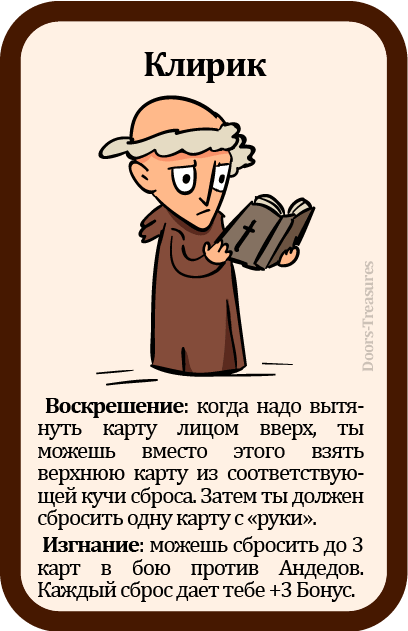 Клирик
Doors-Treasures
Воскрешение: когда надо вытя-
нуть карту лицом вверх, ты
можешь вместо этого взять
верхнюю карту из соответствую-
щей кучи сброса. Затем ты должен
сбросить одну карту с «руки».
Изгнание: можешь сбросить до 3
карт в бою против Андедов.
Каждый сброс дает тебе +3 Бонус.